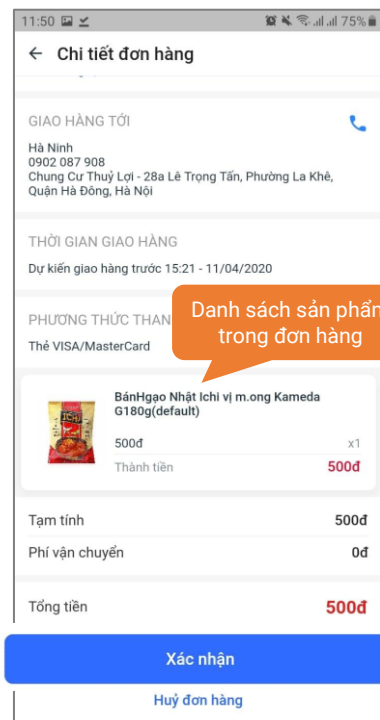 11:50 75%
Chi tiết đơn hàng
GIAO HÀNG TỚI
Hà Ninh
0902 087 908
Chung Cư Thuỷ Lợi - 28a Lê Trọng Tấn, Phường La Khê,
Quận Hà Đông, Hà Nội
THỜI GIAN GIAO HÀNG
Dự kiến giao hàng trước 15:21 - 11/04/2020
PHƯƠNG THỨC THAN
Danh sách sản phẩm
trong đơn hàng
Thẻ VISA/MasterCard
ICHI
BánHgạo Nhật Ichi vị m.ong Kameda
G180g(default)
500đ x1
Thành tiền 500đ
Tạm tính 500đ
Phí vận chuyển 0đ
Tổng tiền 500đ
Xác nhận
Huỷ đơn hàng